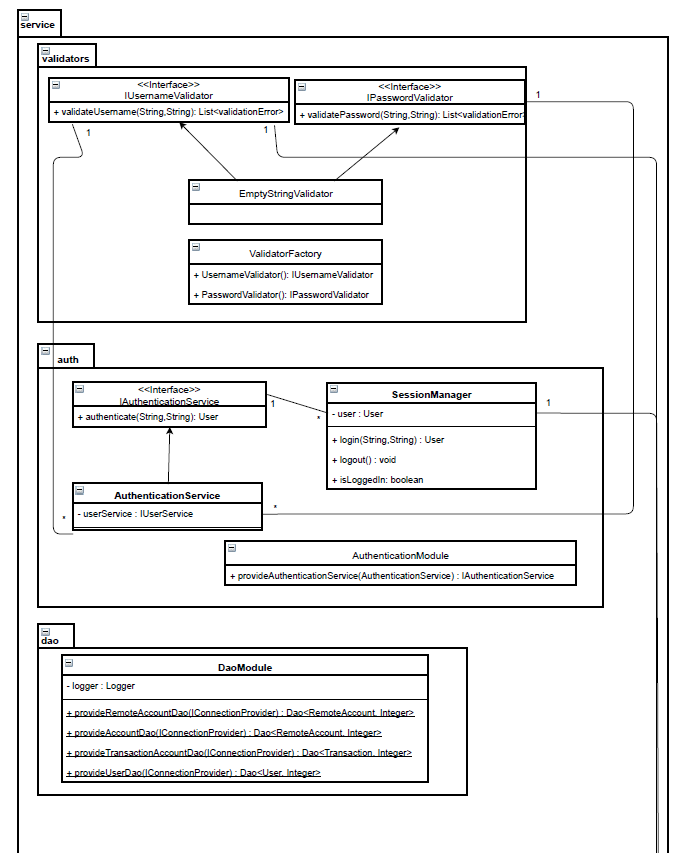 service
validators
<<Interface>>
IUsernameValidator
+ validateUsername(String,String): List<validationError>
<<Interface>>
IPasswordValidator
+ validatePassword(String,String): List<validationError>
1
1
1
EmptyStringValidator
ValidatorFactory
+ UsernameValidator(): IUsernameValidator
+ PasswordValidator(): IPasswordValidator
auth
<<Interface>>
IAuthenticationService
+ authenticate(String,String): User
1
*
SessionManager
- user : User
+ login(String,String) : User
+ logout() : void
+ isLoggedIn: boolean
1
AuthenticationService
- userService : IUserService
*
*
AuthenticationModule
+ provideAuthenticationService(AuthenticationService) : IAuthenticationService
dao
DaoModule
- logger : Logger
+ provideRemoteAccountDao(IConnectionProvider) : Dao<RemoteAccount, Integer>
+ provideAccountDao(IConnectionProvider) : Dao<RemoteAccount, Integer>
+ provideTransactionAccountDao(IConnectionProvider) : Dao<Transaction, Integer>
+ provideUserDao(IConnectionProvider) : Dao<User, Integer>